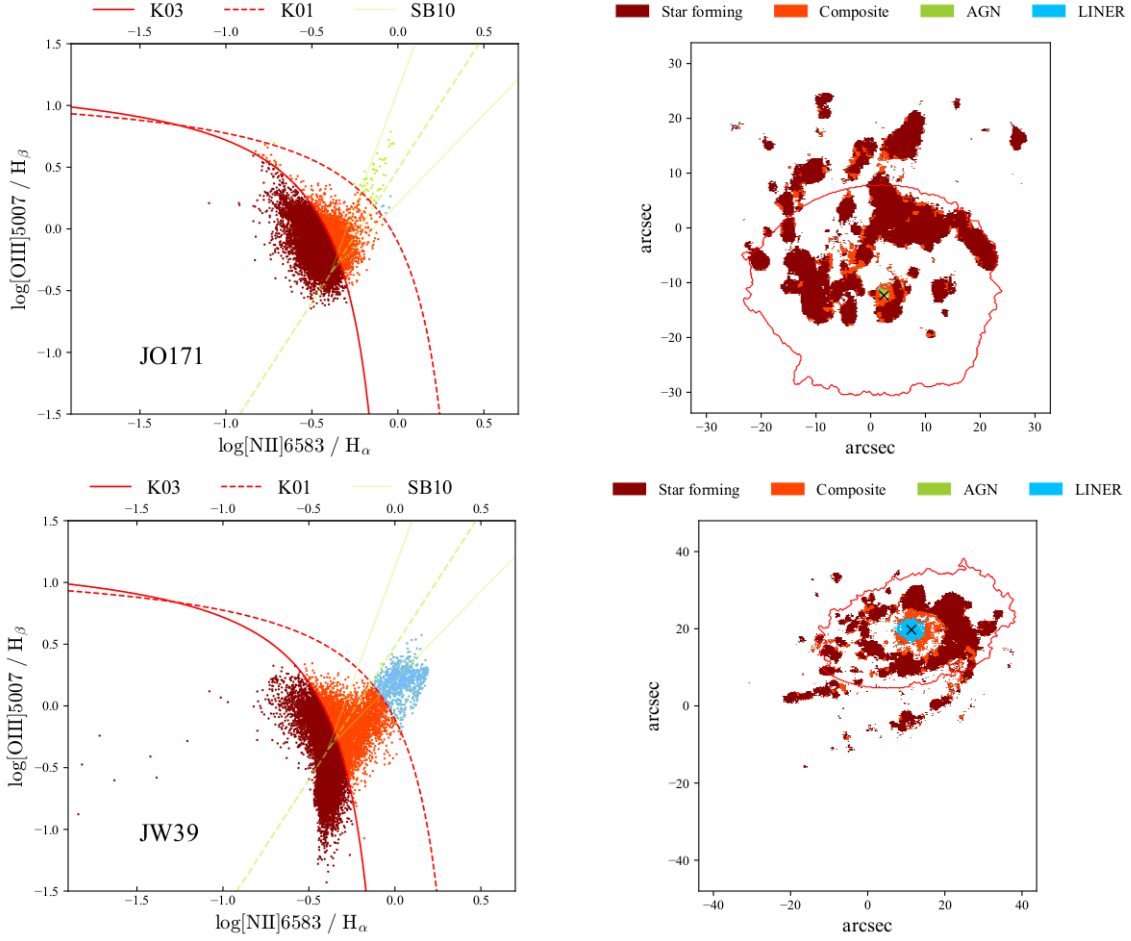 K03 K01 SB10
−1.5 −1.0 −0.5 0.0 0.5
1.5
1.0
0.5
0.0
−0.5
−1.0
−1.5
log[OIII]5007 / Hβ
JO171
−1.5 −1.0 −0.5 0.0 0.5
log[NII]6583 / Hα
Star forming Composite AGN LINER
30
20
10
0
−10
−20
−30
arcsec
−30 −20 −10 0 10 20 30
arcsec
K03 K01 SB10
−1.5 −1.0 −0.5 0.0 0.5
1.5
1.0
0.5
0.0
−0.5
−1.0
−1.5
log[OIII]5007 / Hβ
JW39
−1.5 −1.0 −0.5 0.0 0.5
log[NII]6583 / Hα
Star forming Composite AGN LINER
40
20
0
−20
−40
arcsec
−40 −20 0 20 40
arcsec